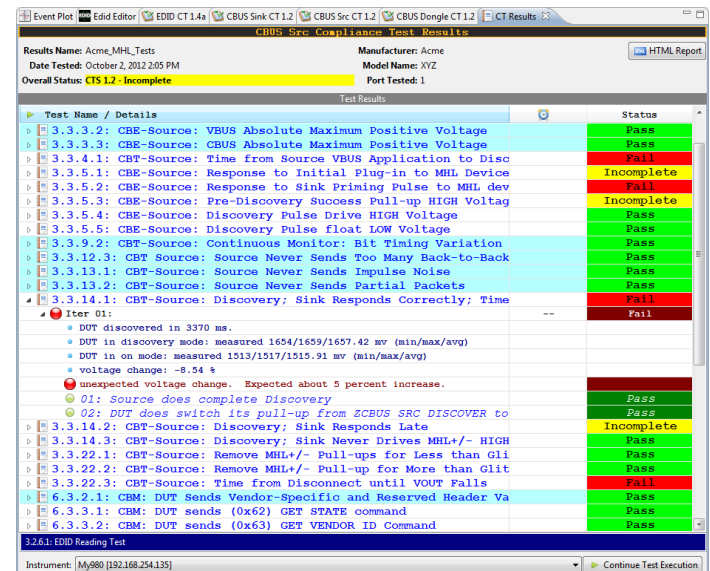 Event Plot Edid Editor EDID CT 1.4a CBUS Sink CT 1.2 CBUS Src CT 1.2 CBUS Dongle CT 1.2 CT Results
CBUS Src Compliance Test Results
Results Name: Acme_MHL_Tests Manufacturer: Acme HTML Report
Date Tested: October 2, 2012 2:05 PM Model Name: XYZ
Overall Status: CTS 1.2 - Incomplete Port Tested: 1
Test Results
Test Name / Details Status
3.3.3.2: CBE-Source: VBUS Absolute Maximum Positive Voltage Pass
3.3.3.3: CBE-Source: CBUS Absolute Maximum Positive Voltage Pass
3.3.4.1: CBT-Source: Time from Source VBUS Application to Disc Fail
3.3.5.1: CBE-Source: Response to Initial Plug-in to MHL Device Incomplete
3.3.5.2: CBE-Source: Response to Sink Priming Pulse to MHL dev Fail
3.3.5.3: CBE-Source: Pre-Discovery Success Pull-up HIGH Voltag Incomplete
3.3.5.4: CBE-Source: Discovery Pulse Drive HIGH Voltage Pass
3.3.5.5: CBE-Source: Discovery Pulse float LOW Voltage Pass
3.3.9.2: CBT-Source: Continuous Monitor: Bit Timing Variation Pass
3.3.12.3: CBT Source: Source Never Sends Too Many Back-to-Back Pass
3.3.13.1: CBT-Source: Source Never Sends Impulse Noise Pass
3.3.13.2: CBT-Source: Source Never Sends Partial Packets Pass
3.3.14.1: CBT-Source: Discovery; Sink Responds Correctly; Time Fail
Iter 01: -- Fail
DUT discovered in 3370 ms.
DUT in discovery mode: measured 1654/1659/1657.42 mv (min/max/avg)
DUT in on mode: measured 1513/1517/1515.91 mv (min/max/avg)
voltage change: -8.54 %
unexpected voltage change. Expected about 5 percent increase.
01: Source does complete Discovery Pass
02: DUT does switch its pull-up from ZCBUS SRC DISCOVER to Pass
3.3.14.2: CBT-Source: Discovery; Sink Responds Late Incomplete
3.3.14.3: CBT-Source: Discovery; Sink Never Drives MHL+/- HIGH Pass
3.3.22.1: CBT-Source: Remove MHL+/- Pull-ups for Less than Gli Pass
3.3.22.2: CBT-Source: Remove MHL+/- Pull-up for More than Glit Pass
3.3.22.3: CBT-Source: Time from Disconnect until VOUT Falls Fail
6.3.2.1: CBM: DUT Sends Vendor-Specific and Reserved Header Va Pass
6.3.3.1: CBM: DUT sends (0x62) GET STATE command Pass
6.3.3.2: CBM: DUT sends (0x63) GET VENDOR ID Command Pass
3.2.6.1: EDID Reading Test
Instrument: My980 [192.168.254.135] Continue Test Execution